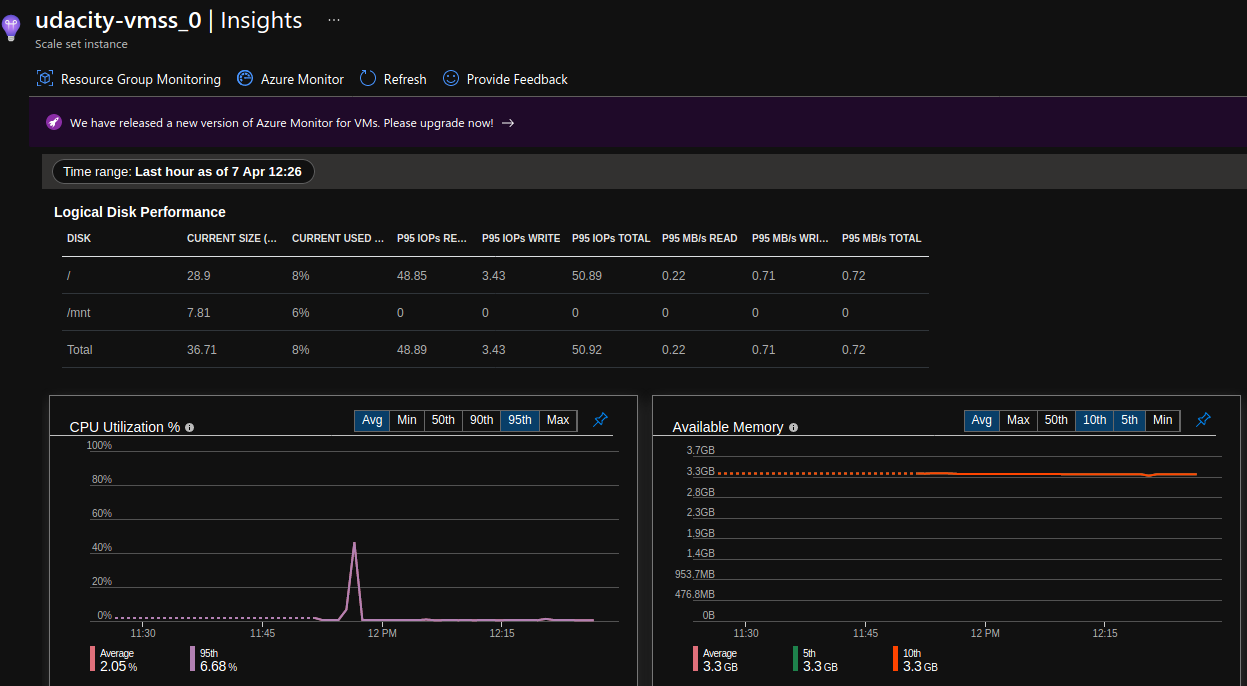 udacity-vmss_0 | Insights ...
Scale set instance
Resource Group Monitoring Azure Monitor Refresh Provide Feedback
We have released a new version of Azure Monitor for VMs. Please upgrade now! →
Time range: Last hour as of 7 Apr 12:26
Logical Disk Performance
DISK CURRENT SIZE (... CURRENT USED ... P95 IOPs RE... P95 IOPs WRITE P95 IOPs TOTAL P95 MB/s READ P95 MB/s WRI... P95 MB/s TOTAL
/ 28.9 8% 48.85 3.43 50.89 0.22 0.71 0.72
/mnt 7.81 6% 0 0 0 0 0 0
Total 36.71 8% 48.89 3.43 50.92 0.22 0.71 0.72
CPU Utilization % Avg Min 50th 90th 95th Max
100%
80%
60%
40%
20%
0%
11:30 11:45 12 PM 12:15
Average 95th
2.05% 6.68%
Available Memory Avg Max 50th 10th 5th Min
3.7GB
3.3GB
2.8GB
2.3GB
1.9GB
1.4GB
953.7MB
476.8MB
0B
11:30 11:45 12 PM 12:15
Average 5th 10th
3.3GB 3.3GB 3.3GB